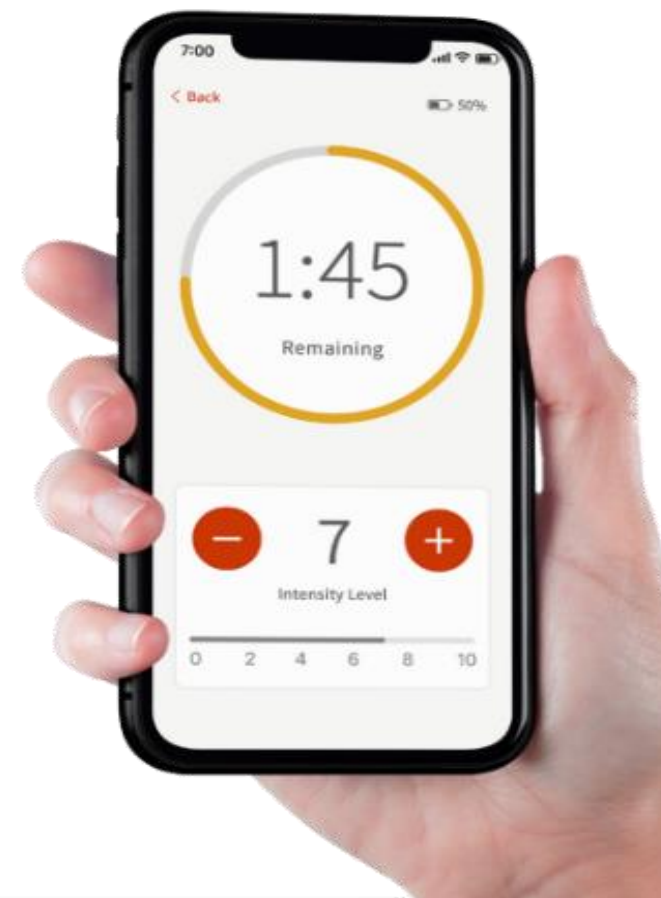 7:00
< Back
50%
1:45
Remaining
− 7 +
Intensity Level
0 2 4 6 8 10